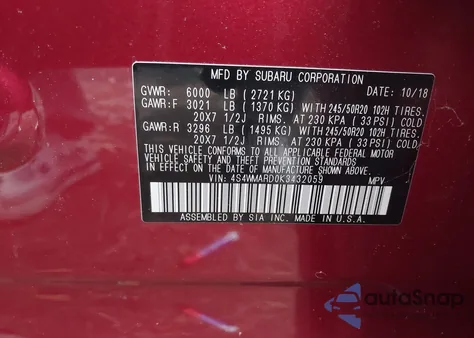 MFD BY SUBARU CORPORATION
GVWR: 6000 LB (2721 KG) DATE: 10/18
GAWR:F 3021 LB (1370 KG) WITH 245/50R20 102H TIRES.
20X7 1/2J RIMS. AT 230 KPA (33 PSI) COLD
GAWR:R 3296 LB (1495 KG) WITH 245/50R20 102H TIRES.
20X7 1/2J RIMS. AT 230 KPA (33 PSI) COLD
THIS VEHICLE CONFORMS TO ALL APPLICABLE FEDERAL MOTOR
VEHICLE SAFETY AND THEFT PREVENTION STANDARDS
IN EFFECT ON THE DATE OF MANUFACTURE SHOWN ABOVE.
VIN: 4S4WMARD0K3432059 MPV
ASSEMBLED BY SIA INC. MADE IN U.S.A.
autoSnap